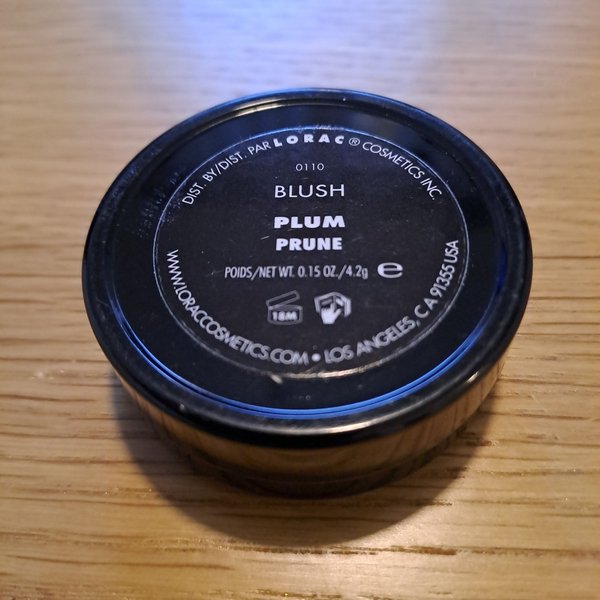 DIST. BY/DIST. PAR LORAC® COSMETICS INC.
0110
BLUSH
PLUM
PRUNE
POIDS/NET WT. 0.15 OZ./4.2g ℮
18M
WWW.LORACCOSMETICS.COM • LOS ANGELES, CA 91355 USA